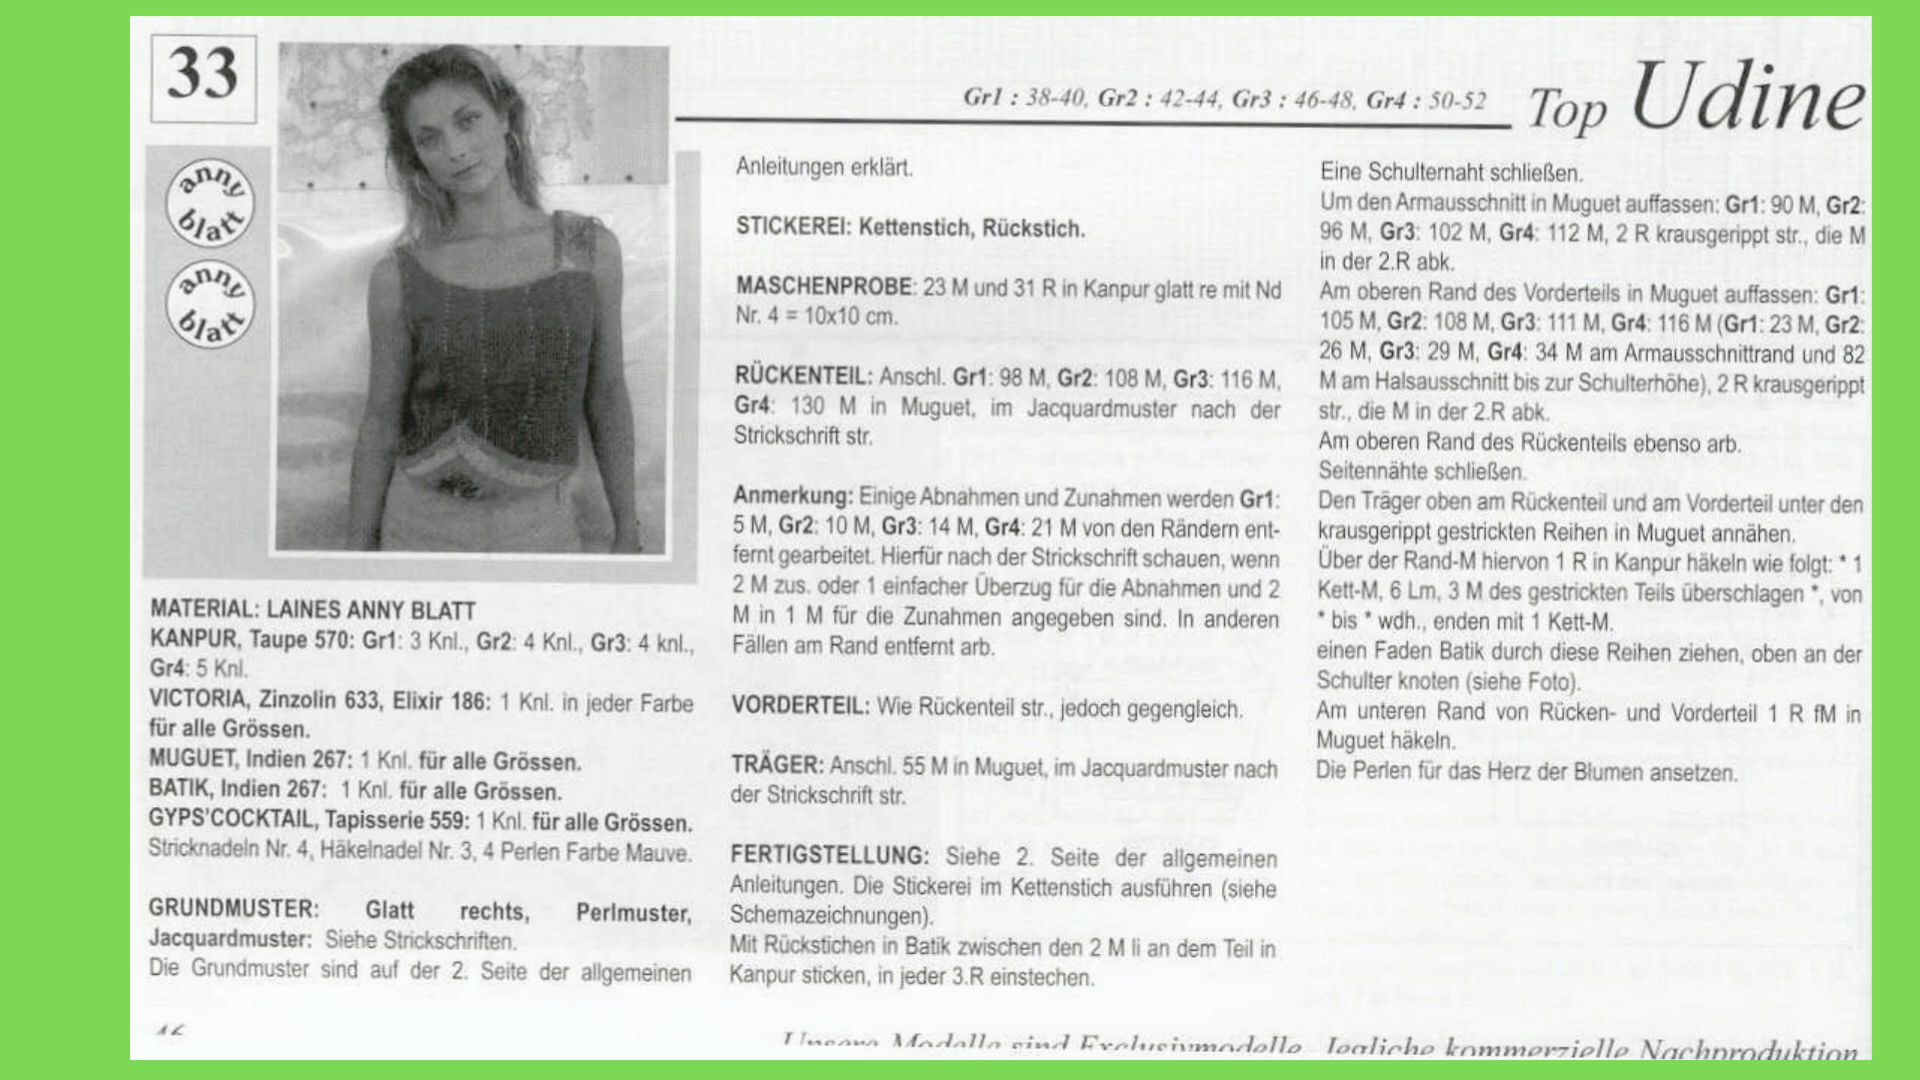 33
Gr1 : 38-40, Gr2 : 42-44, Gr3 : 46-48, Gr4 : 50-52
Top Udine
anny
blatt
anny
blatt
MATERIAL: LAINES ANNY BLATT
KANPUR, Taupe 570: Gr1: 3 Knl., Gr2: 4 Knl., Gr3: 4 knl.,
Gr4: 5 Knl.
VICTORIA, Zinzolin 633, Elixir 186: 1 Knl. in jeder Farbe
für alle Grössen.
MUGUET, Indien 267: 1 Knl. für alle Grössen.
BATIK, Indien 267: 1 Knl. für alle Grössen.
GYPS'COCKTAIL, Tapisserie 559: 1 Knl. für alle Grössen.
Stricknadeln Nr. 4, Häkelnadel Nr. 3, 4 Perlen Farbe Mauve.
GRUNDMUSTER: Glatt rechts, Perlmuster,
Jacquardmuster: Siehe Strickschriften.
Die Grundmuster sind auf der 2. Seite der allgemeinen
Anleitungen erklärt.
STICKEREI: Kettenstich, Rückstich.
MASCHENPROBE: 23 M und 31 R in Kanpur glatt re mit Nd
Nr. 4 = 10x10 cm.
RÜCKENTEIL: Anschl. Gr1: 98 M, Gr2: 108 M, Gr3: 116 M,
Gr4: 130 M in Muguet, im Jacquardmuster nach der
Strickschrift str.
Anmerkung: Einige Abnahmen und Zunahmen werden Gr1:
5 M, Gr2: 10 M, Gr3: 14 M, Gr4: 21 M von den Rändern ent-
fernt gearbeitet. Hierfür nach der Strickschrift schauen, wenn
2 M zus. oder 1 einfacher Überzug für die Abnahmen und 2
M in 1 M für die Zunahmen angegeben sind. In anderen
Fällen am Rand entfernt arb.
VORDERTEIL: Wie Rückenteil str., jedoch gegengleich.
TRÄGER: Anschl. 55 M in Muguet, im Jacquardmuster nach
der Strickschrift str.
FERTIGSTELLUNG: Siehe 2. Seite der allgemeinen
Anleitungen. Die Stickerei im Kettenstich ausführen (siehe
Schemazeichnungen).
Mit Rückstichen in Batik zwischen den 2 M li an dem Teil in
Kanpur sticken, in jeder 3.R einstechen.
Eine Schulternaht schließen.
Um den Armausschnitt in Muguet auffassen: Gr1: 90 M, Gr2:
96 M, Gr3: 102 M, Gr4: 112 M, 2 R krausgerippt str., die M
in der 2.R abk.
Am oberen Rand des Vorderteils in Muguet auffassen: Gr1:
105 M, Gr2: 108 M, Gr3: 111 M, Gr4: 116 M (Gr1: 23 M, Gr2:
26 M, Gr3: 29 M, Gr4: 34 M am Armausschnittrand und 82
M am Halsausschnitt bis zur Schulterhöhe), 2 R krausgerippt
str., die M in der 2.R abk.
Am oberen Rand des Rückenteils ebenso arb.
Seitennähte schließen.
Den Träger oben am Rückenteil und am Vorderteil unter den
krausgerippt gestrickten Reihen in Muguet annähen.
Über der Rand-M hiervon 1 R in Kanpur häkeln wie folgt: * 1
Kett-M, 6 Lm, 3 M des gestrickten Teils überschlagen *, von
* bis * wdh., enden mit 1 Kett-M.
einen Faden Batik durch diese Reihen ziehen, oben an der
Schulter knoten (siehe Foto).
Am unteren Rand von Rücken- und Vorderteil 1 R fM in
Muguet häkeln.
Die Perlen für das Herz der Blumen ansetzen.
Unsere Modelle sind Exclusivmodelle. Jegliche kommerzielle Nachproduktion